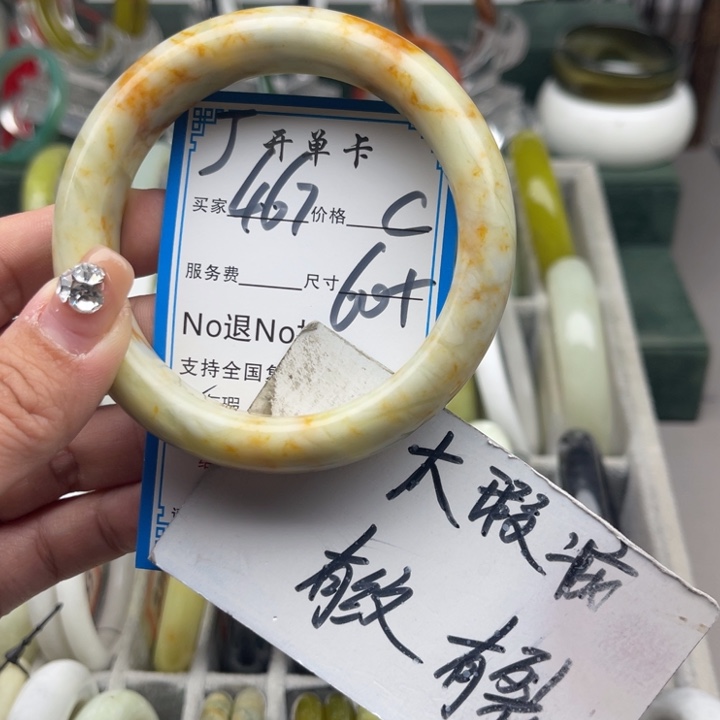 J 开单卡
买家 467 价格 C
服务费 尺寸 60+
No退No
支持全国
瑕
大瑕疵
有纹
有裂